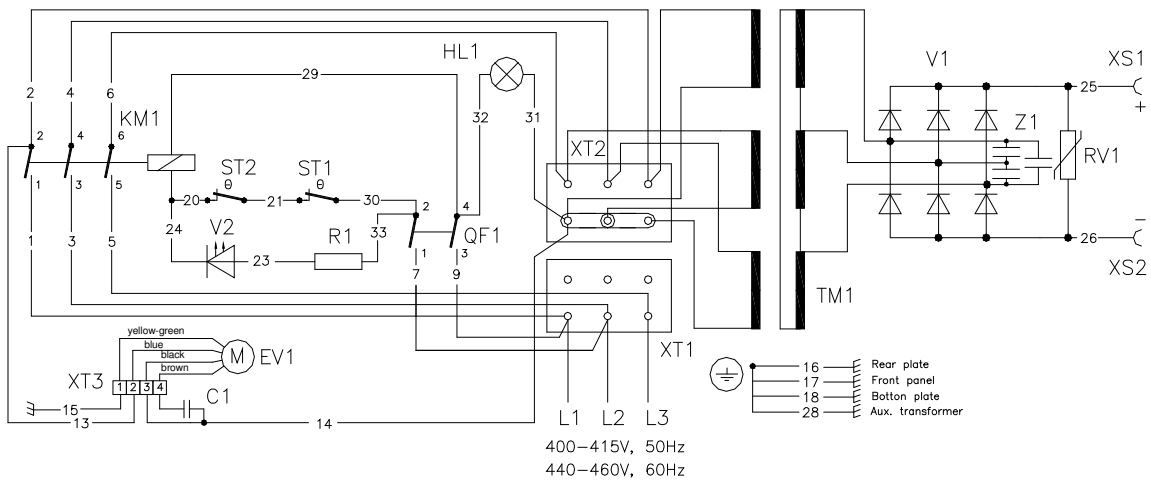 HL1
V1
XS1
29
25
+
2
4
6
KM1
32
31
Z1
RV1
2
4
6
XT2
ST2
ST1
θ
θ
1
3
5
20
21
30
2
4
24
V2
33
R1
QF1
1
3
5
23
1
3
7
9
−
26
XS2
TM1
XT1
yellow-green
blue
black
brown
M
EV1
XT3
1 2 3 4
C1
15
13
14
L1 L2 L3
400−415V, 50Hz
440−460V, 60Hz
16 Rear plate
17 Front panel
18 Botton plate
28 Aux. transformer